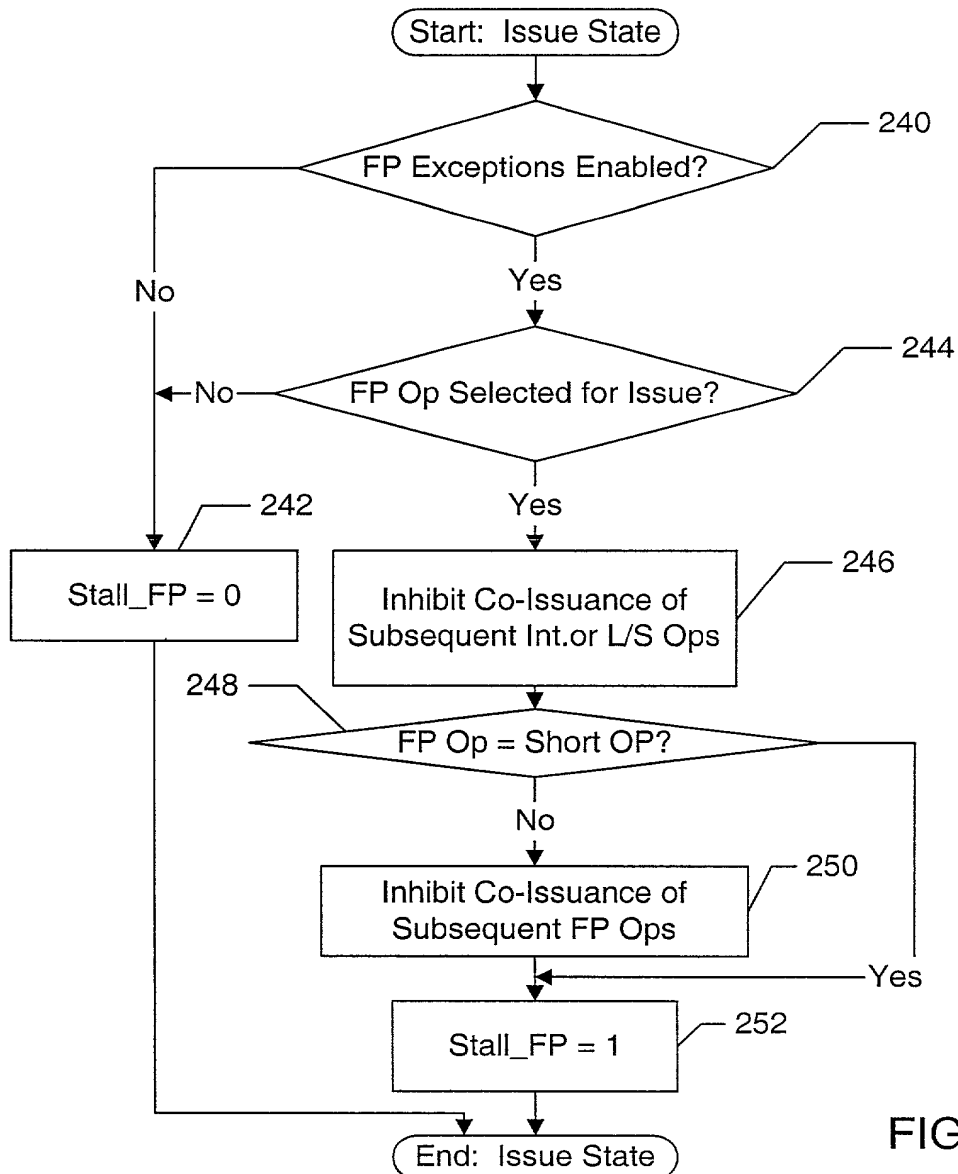 Start: Issue State
FP Exceptions Enabled?
240
Yes
No
FP Op Selected for Issue?
244
No
Yes
242
Stall_FP = 0
Inhibit Co-Issuance of
Subsequent Int.or L/S Ops
246
248
FP Op = Short OP?
No
Inhibit Co-Issuance of
Subsequent FP Ops
250
Yes
Stall_FP = 1
252
End: Issue State
FIG